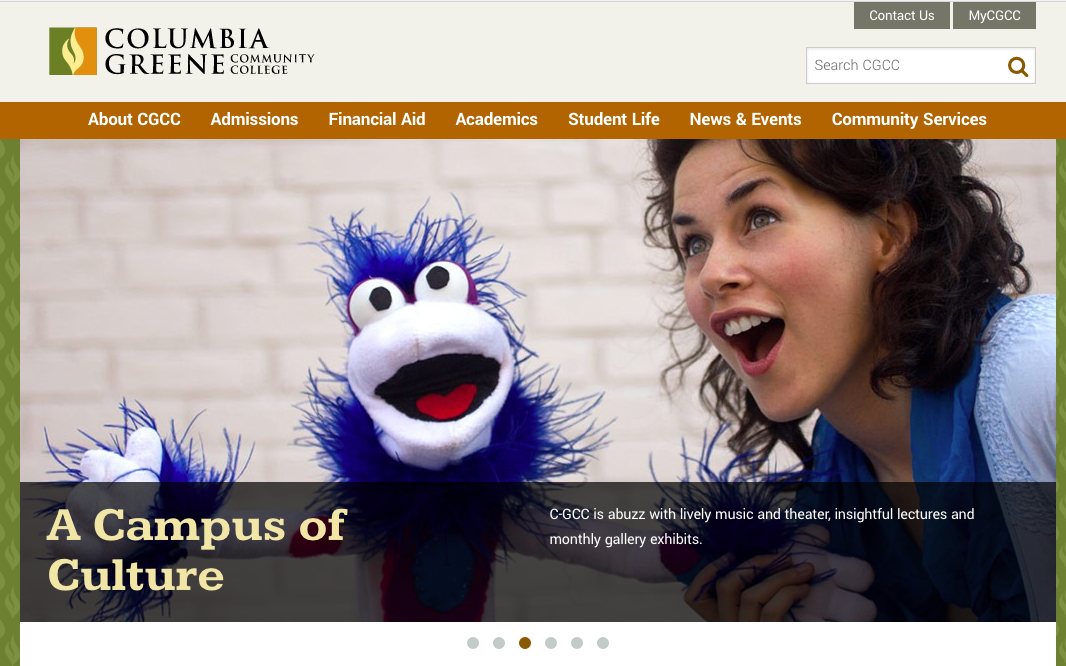 Contact Us
MyCGCC
COLUMBIA
GREENE COMMUNITY
COLLEGE
Search CGCC
About CGCC Admissions Financial Aid Academics Student Life News & Events Community Services
A Campus of
Culture
C-GCC is abuzz with lively music and theater, insightful lectures and
monthly gallery exhibits.